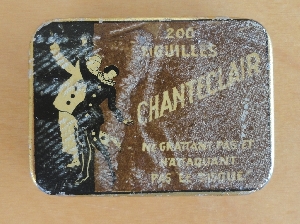 200
AIGUILLES
CHANTECLAIR
NE GRATTANT PAS ET
N'ATTAQUANT
PAS LE DISQUE